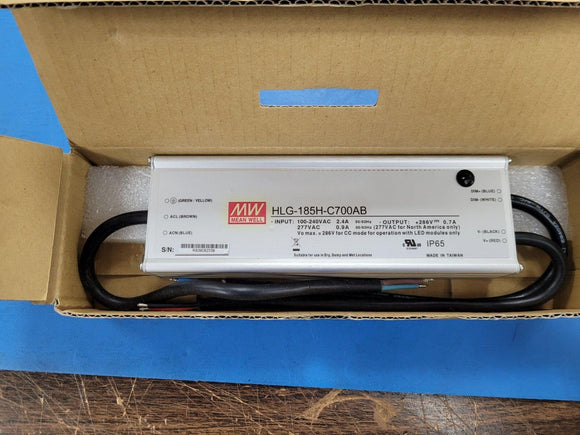 (GREEN - YELLOW)
ACL (BROWN)
ACN (BLUE)
S/N:
MW
MEAN WELL
HLG-185H-C700AB
INPUT: 100-240VAC 2.4A 50/60Hz
277VAC 0.9A 50/60Hz (277VAC for North America only)
OUTPUT: +286V 0.7A
Vo max. = 286V for CC mode for operation with LED modules only
Suitable for use in Dry, Damp and Wet Locations
IP65
MADE IN TAIWAN
DIM+ (BLUE)
DIM- (WHITE)
V- (BLACK)
V+ (RED)